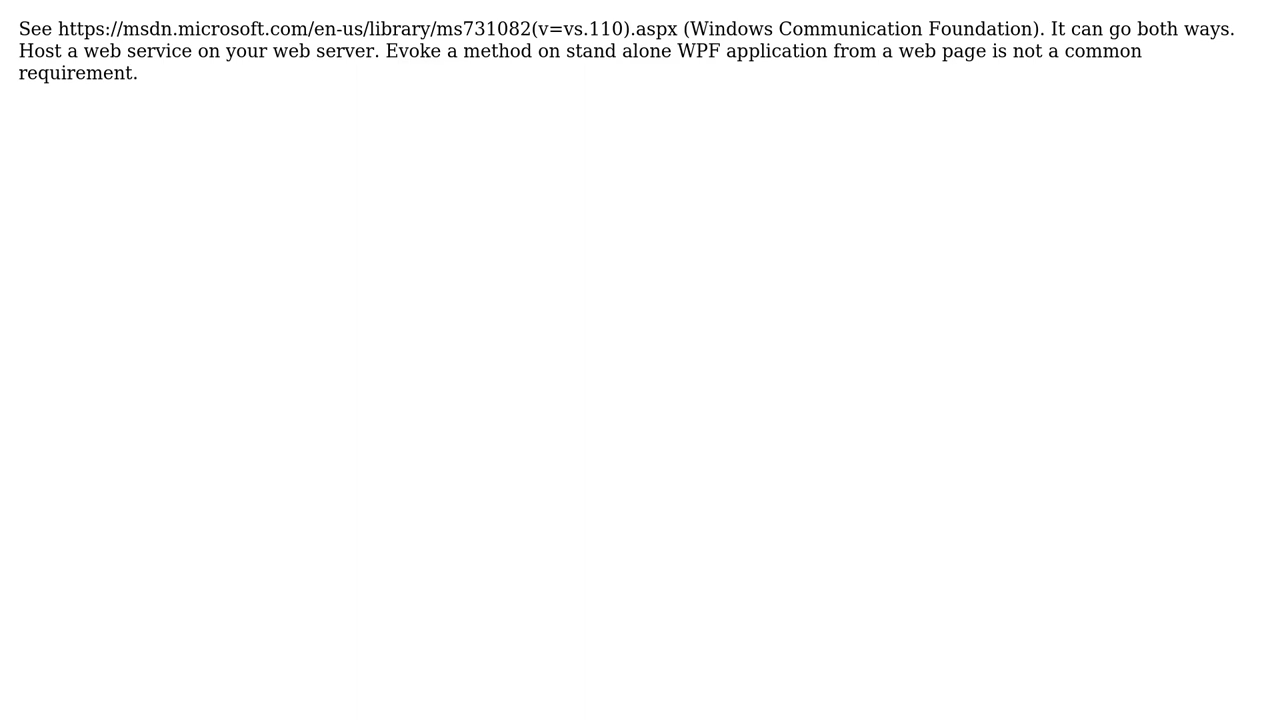 See https://msdn.microsoft.com/en-us/library/ms731082(v=vs.110).aspx (Windows Communication Foundation). It can go both ways.
Host a web service on your web server. Evoke a method on stand alone WPF application from a web page is not a common
requirement.